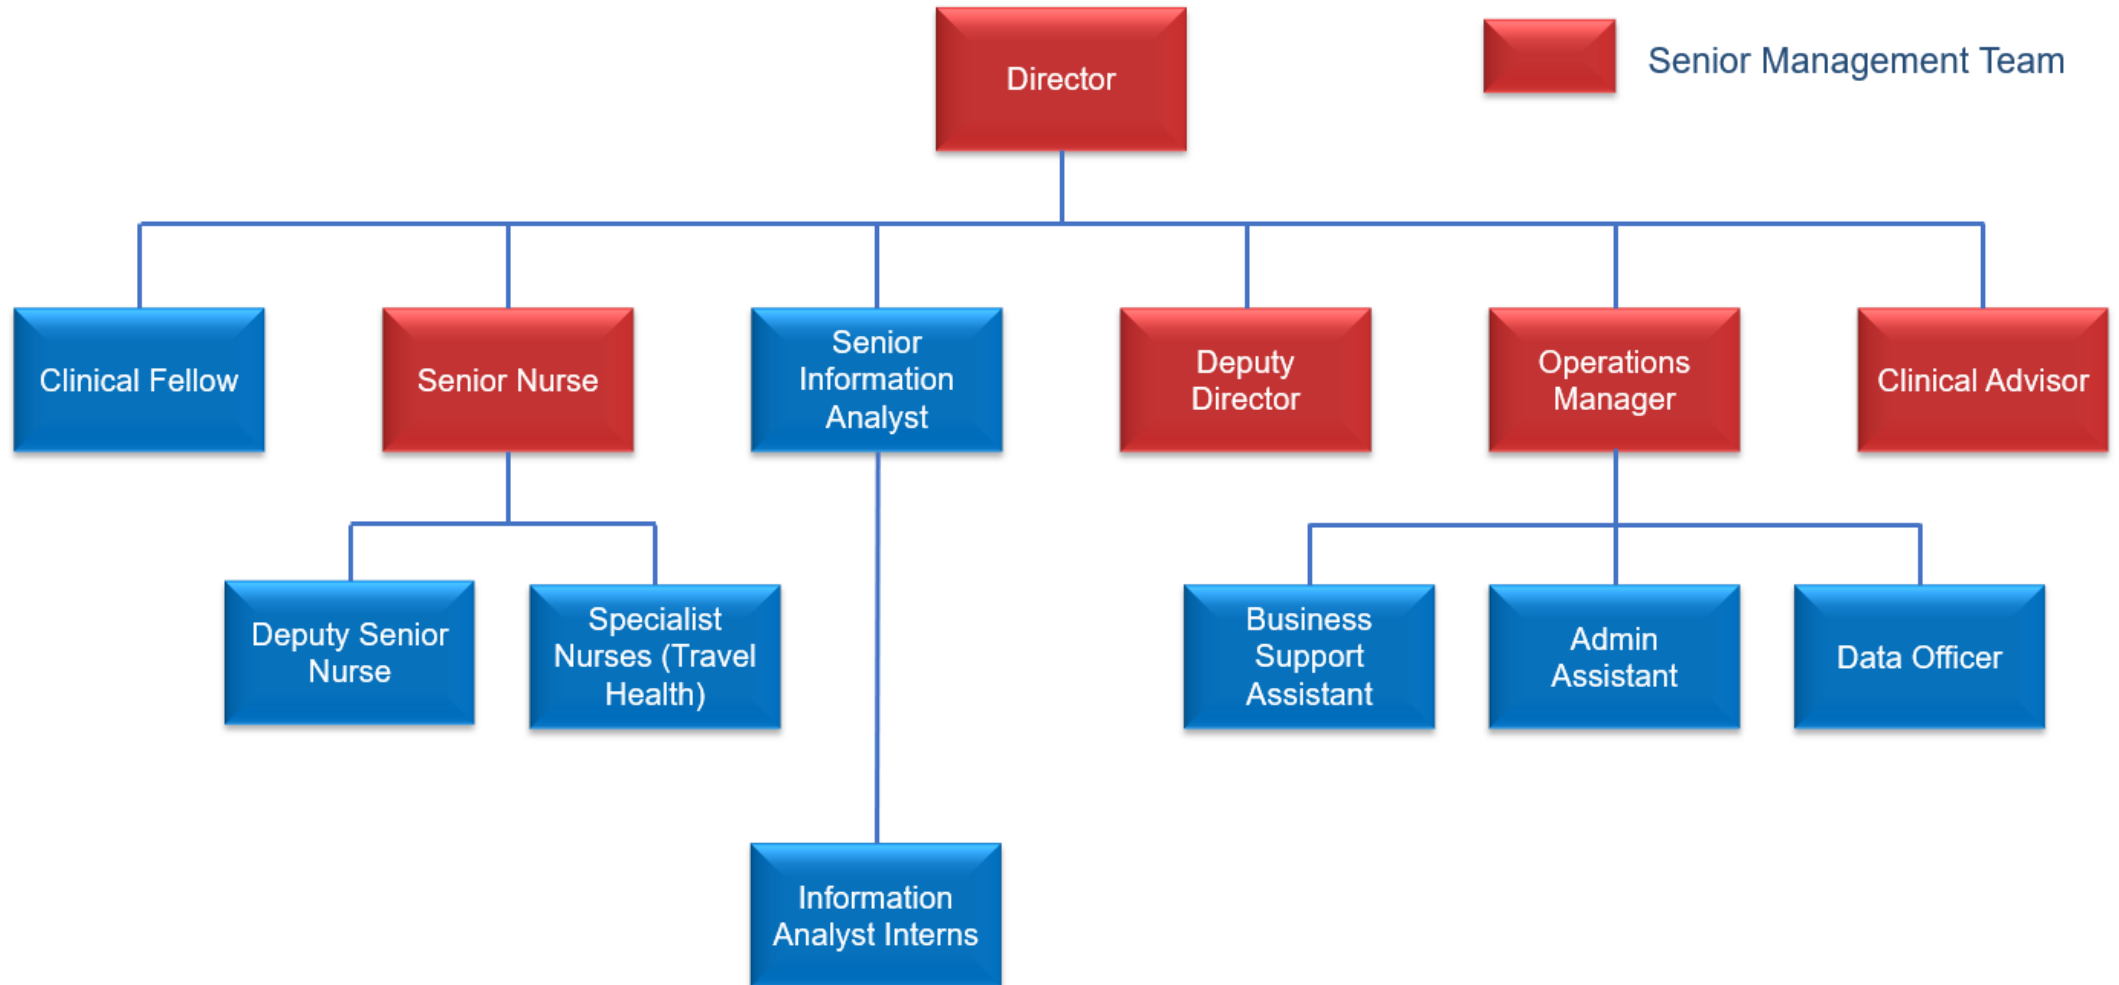 Director
Senior Management Team
Clinical Fellow
Senior Nurse
Senior
Information
Analyst
Deputy
Director
Operations
Manager
Clinical Advisor
Deputy Senior
Nurse
Specialist
Nurses (Travel
Health)
Business
Support
Assistant
Admin
Assistant
Data Officer
Information
Analyst Interns